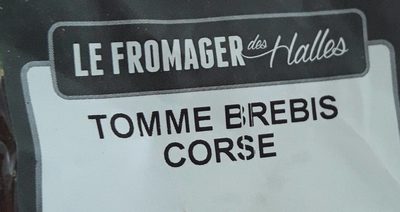 LE FROMAGER des Halles
TOMME BREBIS
CORSE